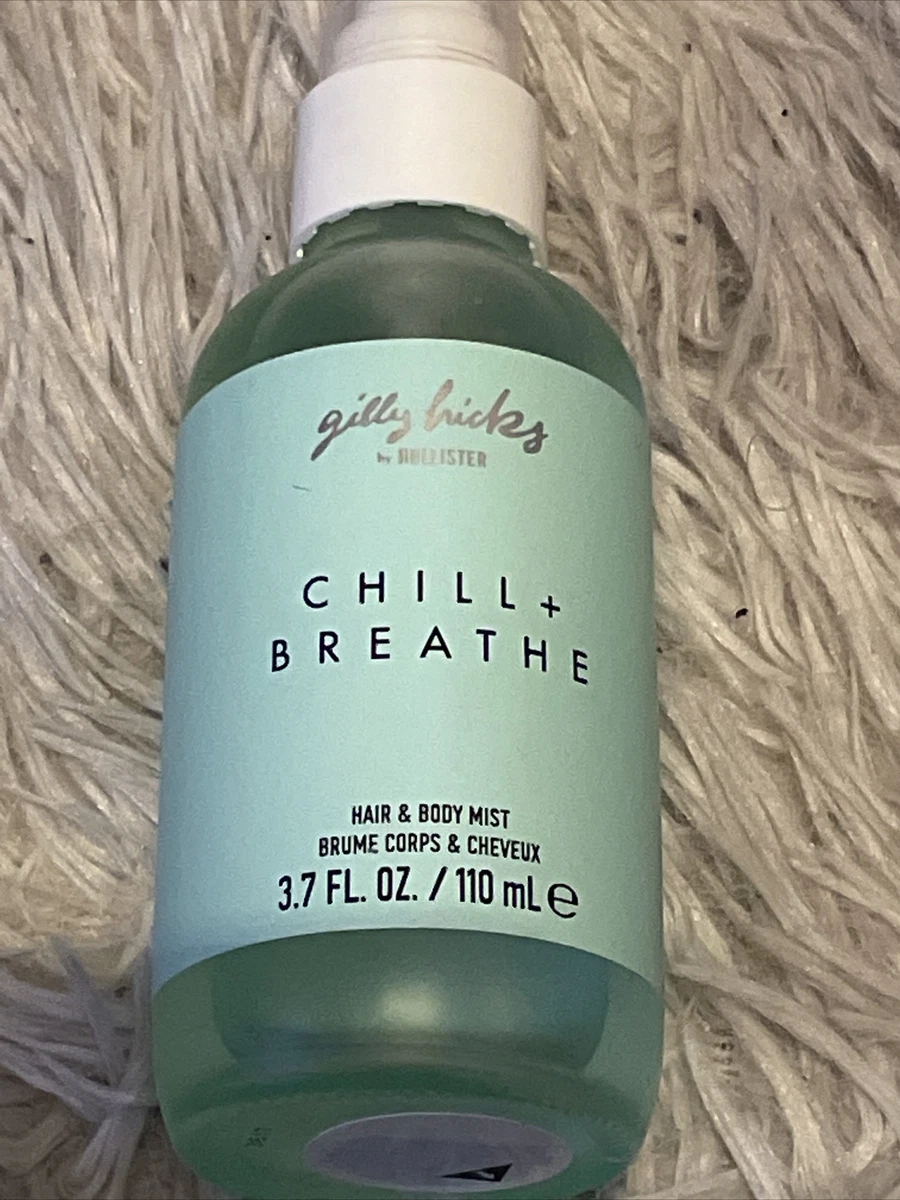 gilly hicks
by HOLLISTER
CHILL+
BREATHE
HAIR & BODY MIST
BRUME CORPS & CHEVEUX
3.7 FL. OZ. / 110 mL ℮